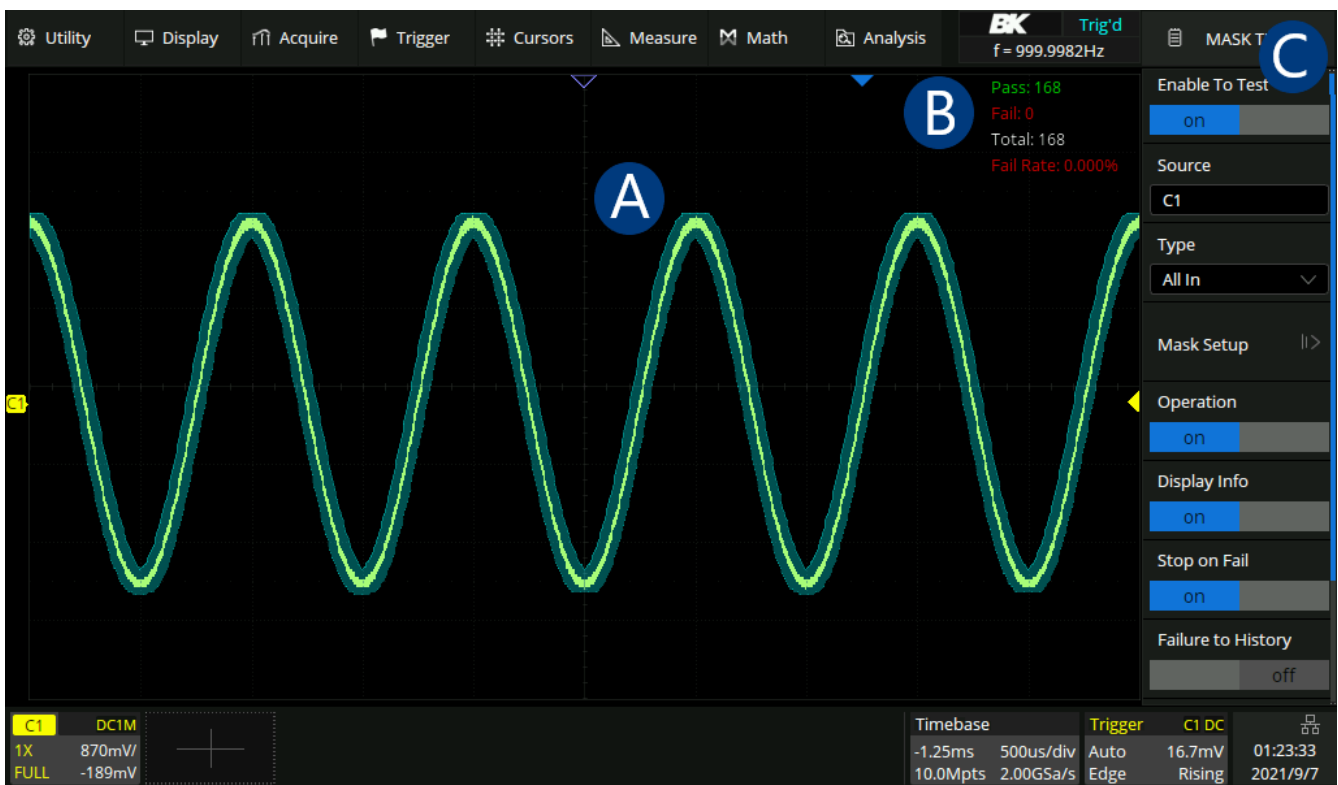 Utility Display Acquire Trigger Cursors Measure Math Analysis
BK Trig'd
f = 999.9982Hz
MASK T
C
B
Pass: 168
Fail: 0
Total: 168
Fail Rate: 0.000%
A
C1
Enable To Test
on
Source
C1
Type
All In
Mask Setup
Operation
on
Display Info
on
Stop on Fail
on
Failure to History
off
C1 DC1M
1X 870mV/
FULL -189mV
Timebase
-1.25ms 500us/div
10.0Mpts 2.00GSa/s
Trigger C1 DC
Auto 16.7mV
Edge Rising
01:23:33
2021/9/7